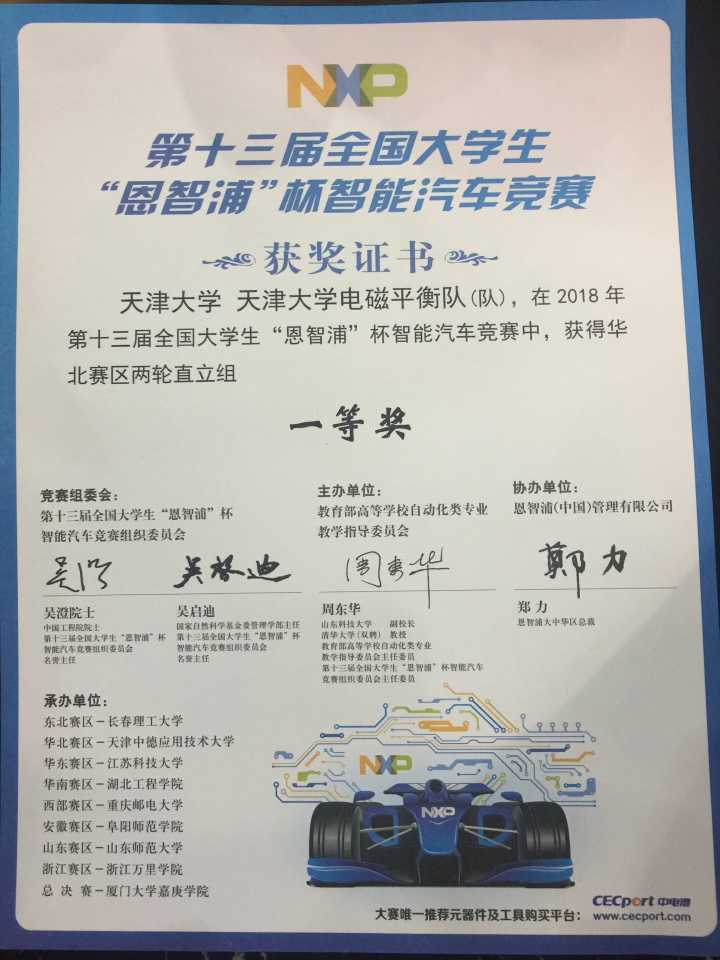 NXP
第十三届全国大学生
“恩智浦”杯智能汽车竞赛
获奖证书
天津大学 天津大学电磁平衡队(队)，在 2018 年
第十三届全国大学生“恩智浦”杯智能汽车竞赛中，获得华
北赛区两轮直立组
一等奖
竞赛组委会：
第十三届全国大学生“恩智浦”杯
智能汽车竞赛组织委员会
主办单位：
教育部高等学校自动化类专业
教学指导委员会
协办单位：
恩智浦(中国)管理有限公司
吴澄
吴启迪
周东华
郑力
吴澄院士
中国工程院院士
第十三届全国大学生“恩智浦”杯
智能汽车竞赛组织委员会
名誉主任
吴启迪
国家自然科学基金委管理学部主任
第十三届全国大学生“恩智浦”杯
智能汽车竞赛组织委员会
名誉主任
周东华
山东科技大学 副校长
清华大学(双聘) 教授
教育部高等学校自动化类专业
教学指导委员会主任委员
第十三届全国大学生“恩智浦”杯智能汽车
竞赛组织委员会主任委员
郑 力
恩智浦大中华区总裁
承办单位：
东北赛区－长春理工大学
华北赛区－天津中德应用技术大学
华东赛区－江苏科技大学
华南赛区－湖北工程学院
西部赛区－重庆邮电大学
安徽赛区－阜阳师范学院
山东赛区－山东师范大学
浙江赛区－浙江万里学院
总 决 赛－厦门大学嘉庚学院
NXP
NXP
大赛唯一推荐元器件及工具购买平台：
CECport 中电港
www.cecport.com